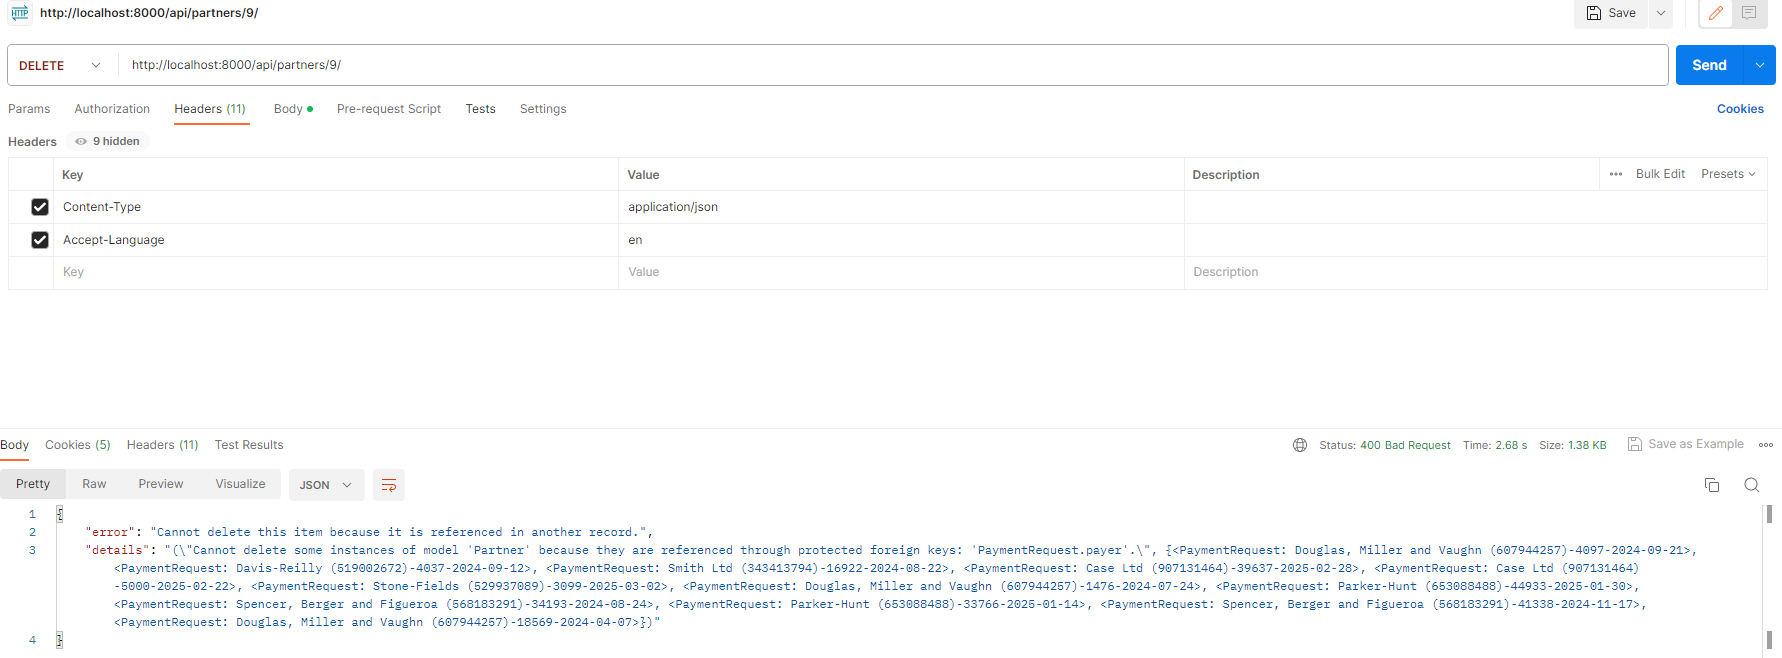 HTTP http://localhost:8000/api/partners/9/ Save
DELETE http://localhost:8000/api/partners/9/ Send
Params Authorization Headers (11) Body Pre-request Script Tests Settings Cookies
Headers 9 hidden
Key Value Description Bulk Edit Presets
Content-Type application/json
Accept-Language en
Key Value Description
Body Cookies (5) Headers (11) Test Results Status: 400 Bad Request Time: 2.68 s Size: 1.38 KB Save as Example
Pretty Raw Preview Visualize JSON
1 {
2 "error": "Cannot delete this item because it is referenced in another record.",
3 "details": "(\"Cannot delete some instances of model 'Partner' because they are referenced through protected foreign keys: 'PaymentRequest.payer'.\", {<PaymentRequest: Douglas, Miller and Vaughn (607944257)-4097-2024-09-21>,
<PaymentRequest: Davis-Reilly (519002672)-4037-2024-09-12>, <PaymentRequest: Smith Ltd (343413794)-16922-2024-08-22>, <PaymentRequest: Case Ltd (907131464)-39637-2025-02-28>, <PaymentRequest: Case Ltd (907131464)
-5000-2025-02-22>, <PaymentRequest: Stone-Fields (529937089)-3099-2025-03-02>, <PaymentRequest: Douglas, Miller and Vaughn (607944257)-1476-2024-07-24>, <PaymentRequest: Parker-Hunt (653088488)-44933-2025-01-30>,
<PaymentRequest: Spencer, Berger and Figueroa (568183291)-34193-2024-08-24>, <PaymentRequest: Parker-Hunt (653088488)-33766-2025-01-14>, <PaymentRequest: Spencer, Berger and Figueroa (568183291)-41338-2024-11-17>,
<PaymentRequest: Douglas, Miller and Vaughn (607944257)-18569-2024-04-07>})"
4 }